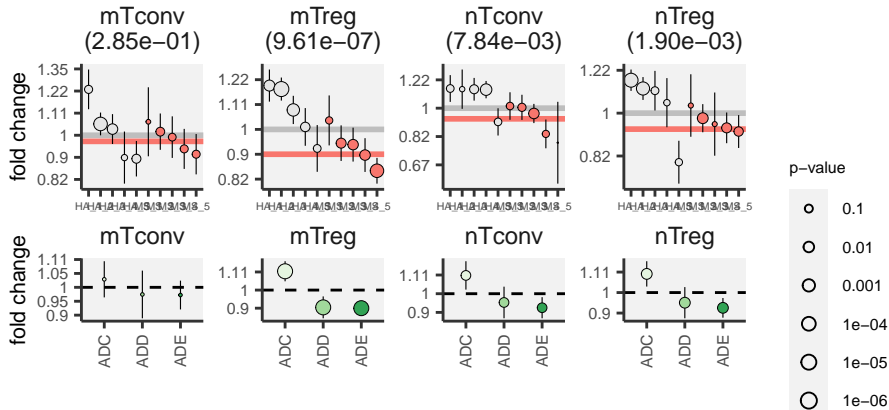 mTconv mTreg nTconv nTreg
(2.85e−01) (9.61e−07) (7.84e−03) (1.90e−03)
fold change
1.35
1.22
1.11
1
0.9
0.82
1.22
1.11
1
0.9
0.82
1.22
1
0.82
0.67
1.22
1
0.82
mTconv mTreg nTconv nTreg
fold change
1.11
1.05
1
0.95
0.9
1.11
1
0.9
1.11
1
0.9
1.11
1
0.9
ADC ADD ADE
ADC ADD ADE
ADC ADD ADE
ADC ADD ADE
p−value
0.1
0.01
0.001
1e−04
1e−05
1e−06